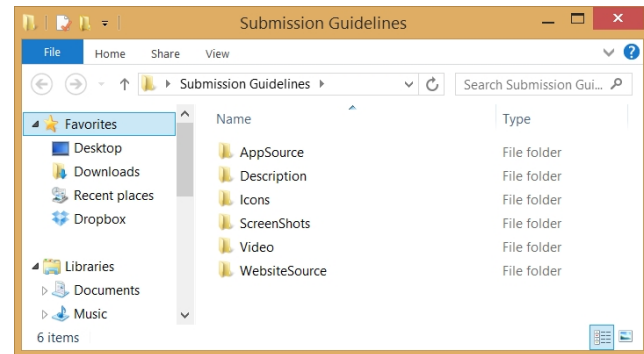 Submission Guidelines
File Home Share View
Submission Guidelines Search Submission Gui...
Favorites
Desktop
Downloads
Recent places
Dropbox
Libraries
Documents
Music
Name Type
AppSource File folder
Description File folder
Icons File folder
ScreenShots File folder
Video File folder
WebsiteSource File folder
6 items